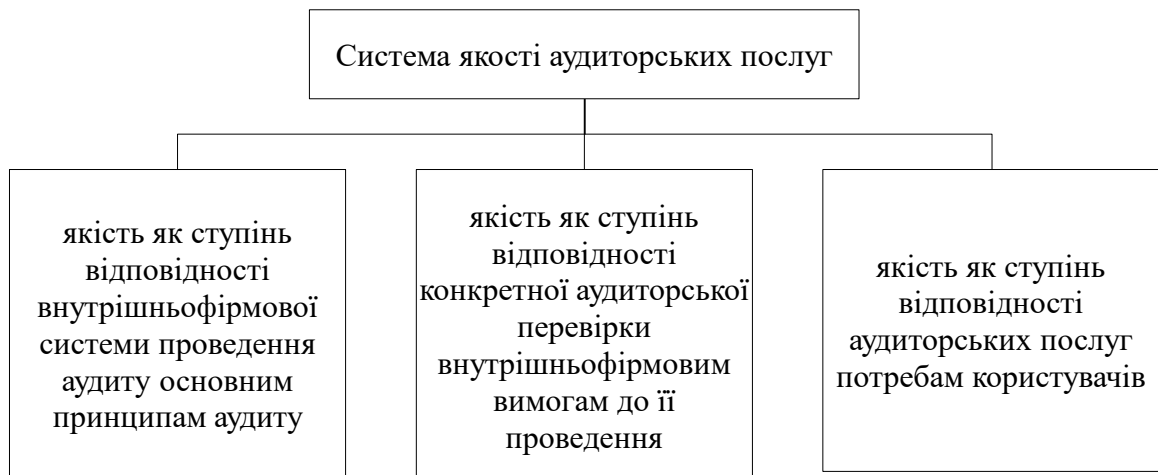 Система якості аудиторських послуг
якість як ступінь
відповідності
внутрішньофірмової
системи проведення
аудиту основним
принципам аудиту
якість як ступінь
відповідності
конкретної аудиторської
перевірки
внутрішньофірмовим
вимогам до її
проведення
якість як ступінь
відповідності
аудиторських послуг
потребам користувачів